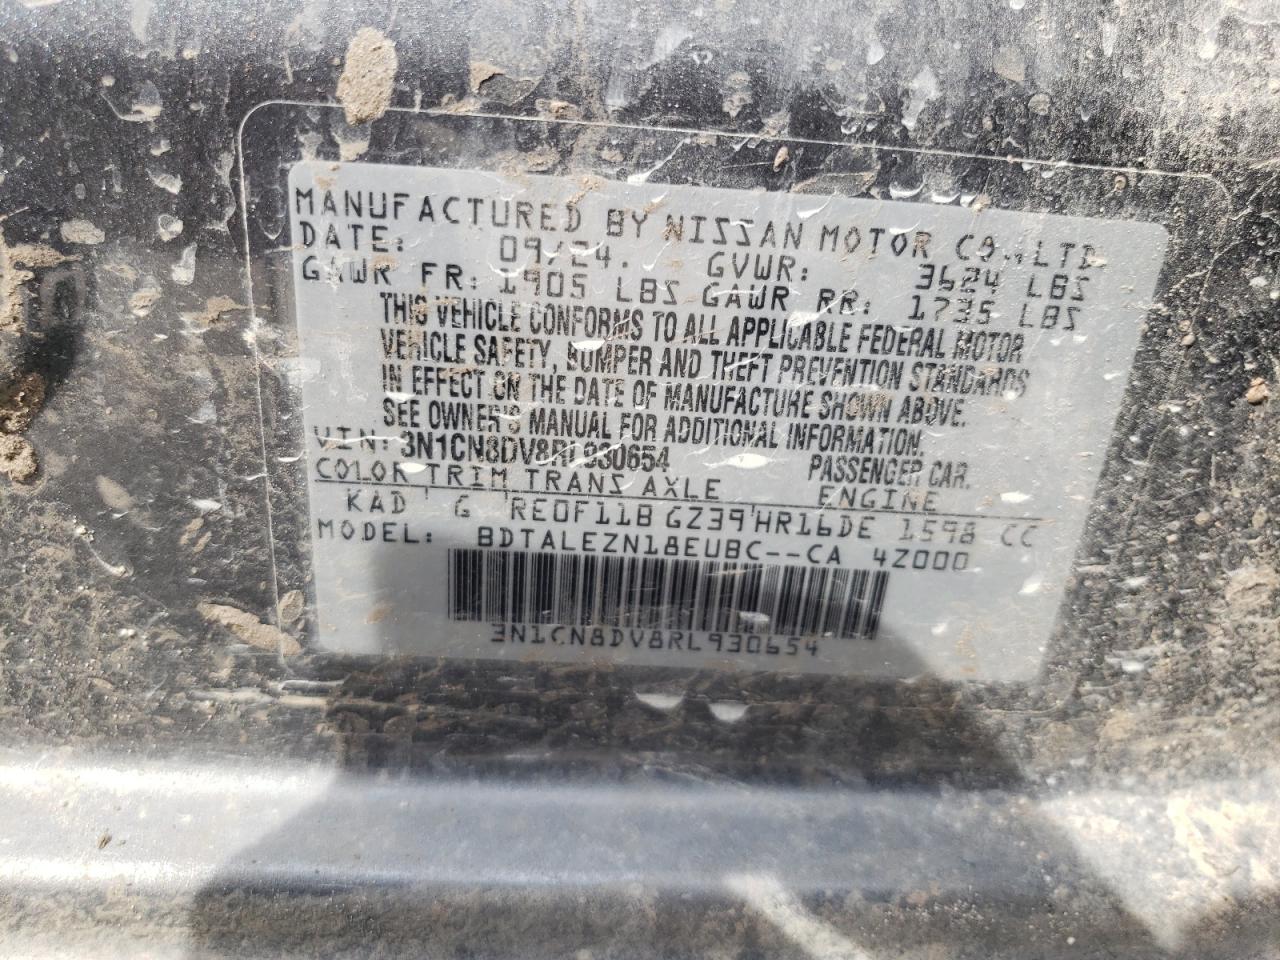 MANUFACTURED BY NISSAN MOTOR CO.,LTD.
DATE: 09/24. GVWR: 3624 LBS
GAWR FR: 1905 LBS GAWR RR: 1735 LBS
THIS VEHICLE CONFORMS TO ALL APPLICABLE FEDERAL MOTOR
VEHICLE SAFETY, BUMPER AND THEFT PREVENTION STANDARDS
IN EFFECT ON THE DATE OF MANUFACTURE SHOWN ABOVE.
SEE OWNER'S MANUAL FOR ADDITIONAL INFORMATION.
VIN: 3N1CN8DV8RL930654 PASSENGER CAR.
COLOR TRIM TRANS AXLE ENGINE
KAD G RE0F11B GZ39 HR16DE 1598 CC
MODEL: BDTALEZN18EUBC--CA 4Z000
3N1CN8DV8RL930654